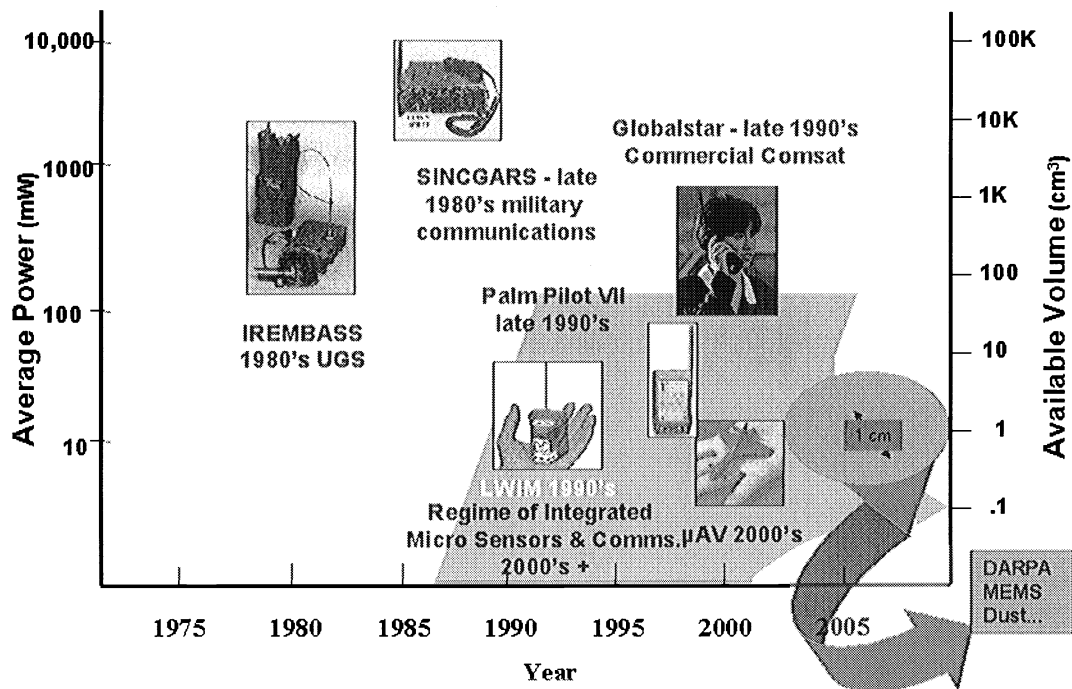 10,000
1000
100
10
Average Power (mW)
100K
10K
1K
100
10
1
.1
Available Volume (cm³)
SINCGARS - late
1980's military
communications
Globalstar - late 1990's
Commercial Comsat
IREMBASS
1980's UGS
Palm Pilot VII
late 1990's
LWIM 1990's
Regime of Integrated
Micro Sensors & Comms.
2000's +
µAV 2000's
1 cm
DARPA
MEMS
Dust...
1975
1980
1985
1990
1995
2000
2005
Year